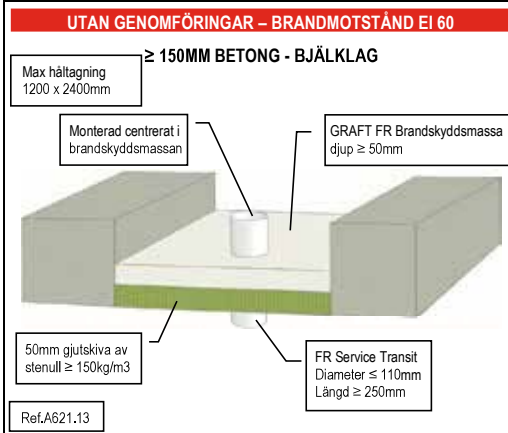 UTAN GENOMFÖRINGAR – BRANDMOTSTÅND EI 60
≥ 150MM BETONG - BJÄLKLAG
Max håltagning
1200 x 2400mm
Monterad centrerat i
brandskyddsmassan
GRAFT FR Brandskyddsmassa
djup ≥ 50mm
50mm gjutskiva av
stenull ≥ 150kg/m3
FR Service Transit
Diameter ≤ 110mm
Längd ≥ 250mm
Ref.A621.13